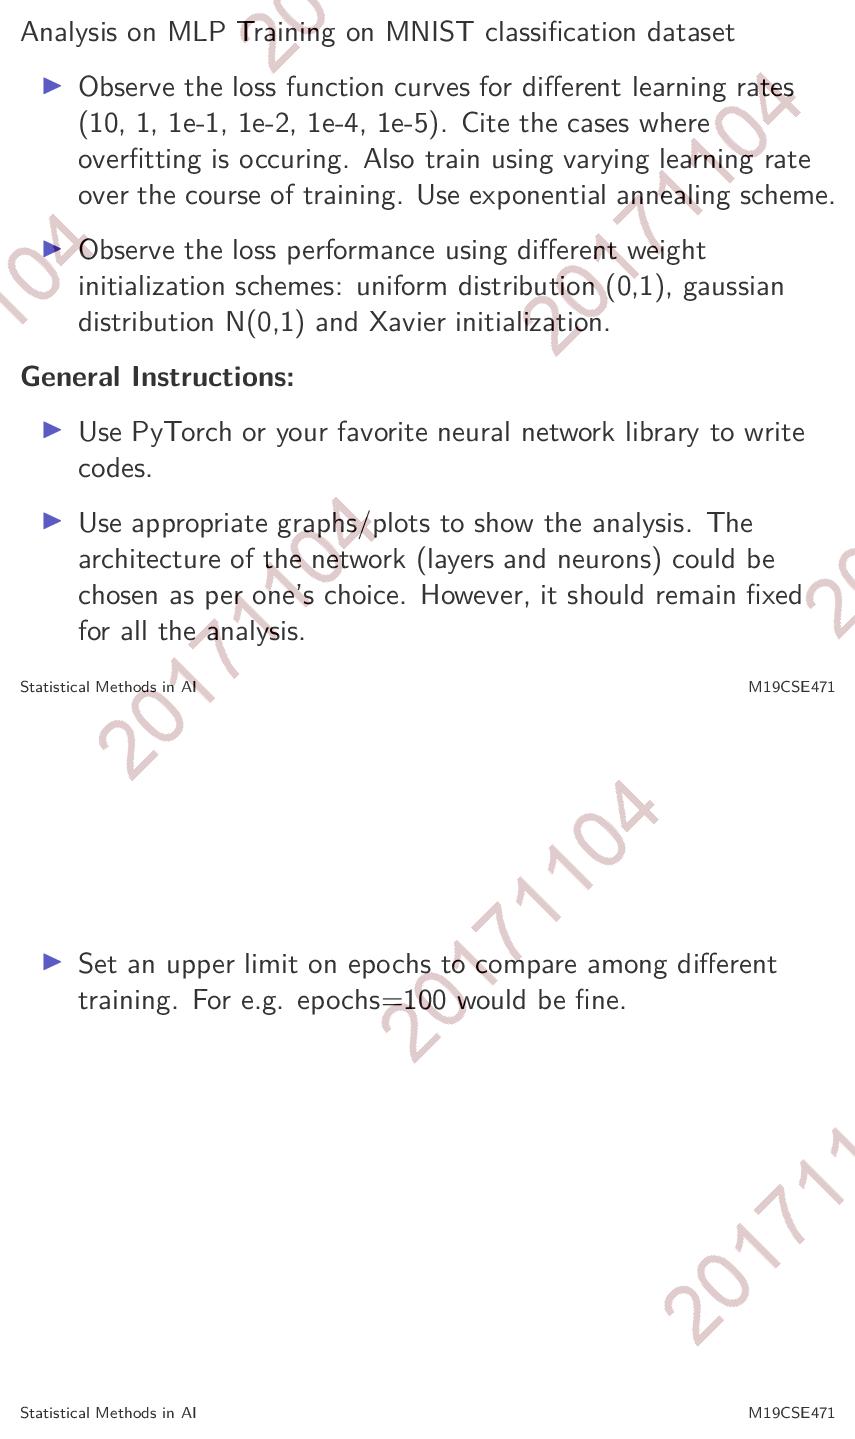 Analysis on MLP Training on MNIST classification dataset
Observe the loss function curves for different learning rates
(10, 1, 1e-1, 1e-2, 1e-4, 1e-5). Cite the cases where
overfitting is occuring. Also train using varying learning rate
over the course of training. Use exponential annealing scheme.
Observe the loss performance using different weight
initialization schemes: uniform distribution (0,1), gaussian
distribution N(0,1) and Xavier initialization.
General Instructions:
Use PyTorch or your favorite neural network library to write
codes.
Use appropriate graphs/plots to show the analysis. The
architecture of the network (layers and neurons) could be
chosen as per one's choice. However, it should remain fixed
for all the analysis.
Statistical Methods in AI
M19CSE471
Set an upper limit on epochs to compare among different
training. For e.g. epochs=100 would be fine.
Statistical Methods in AI
M19CSE471
20
20171104
104
20171104
20
20171104
201711